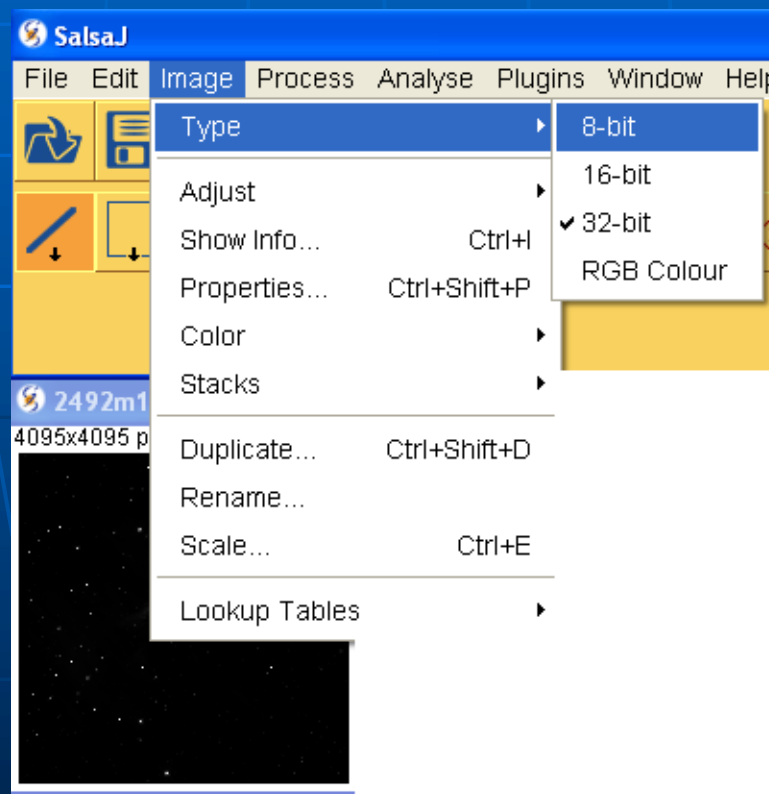 SalsaJ
File Edit Image Process Analyse Plugins Window Help
Type
8-bit
16-bit
32-bit
RGB Colour
Adjust
Show Info... Ctrl+I
Properties... Ctrl+Shift+P
Color
Stacks
Duplicate... Ctrl+Shift+D
Rename...
Scale... Ctrl+E
Lookup Tables
2492m1
4095x4095 p